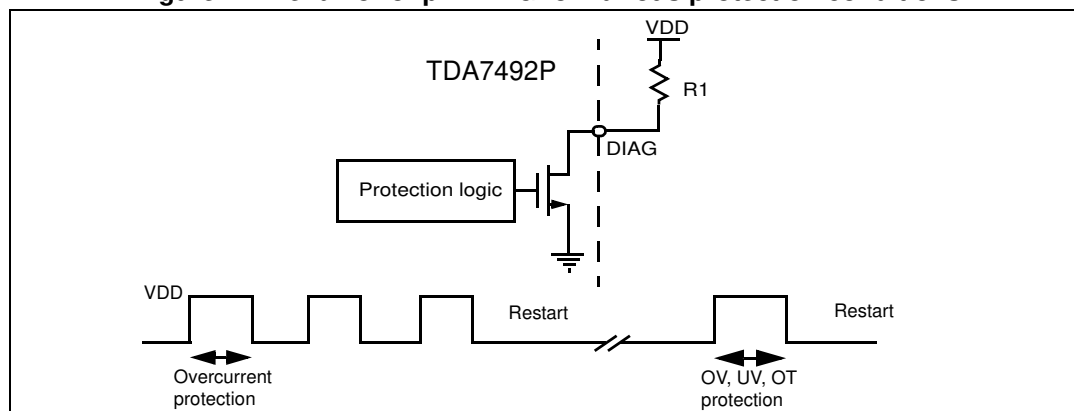 VDD
TDA7492P
R1
DIAG
Protection logic
VDD
Restart
Restart
Overcurrent
protection
OV, UV, OT
protection